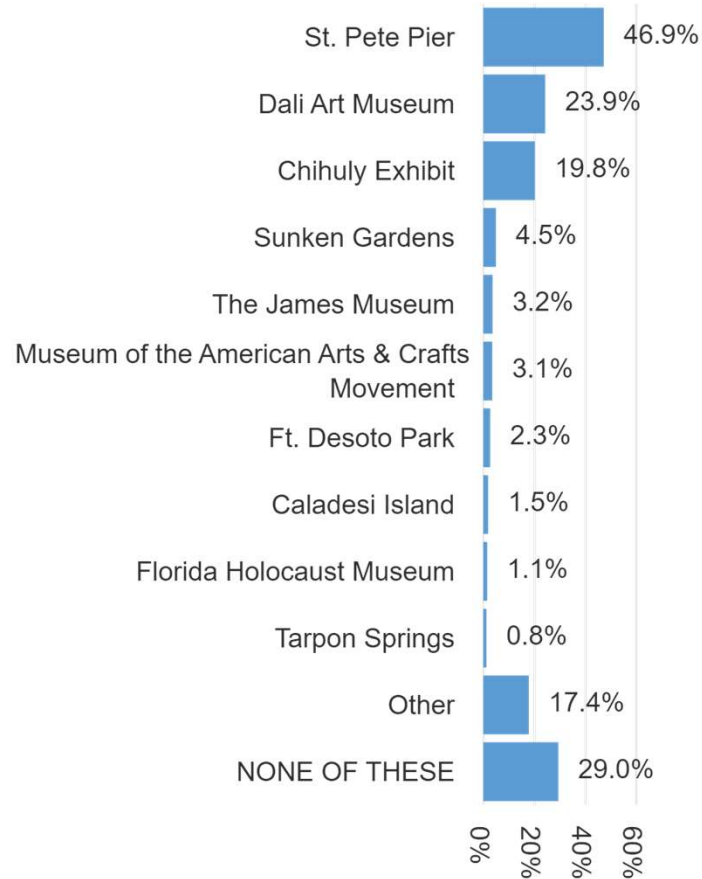 St. Pete Pier 46.9%
Dali Art Museum 23.9%
Chihuly Exhibit 19.8%
Sunken Gardens 4.5%
The James Museum 3.2%
Museum of the American Arts & Crafts
Movement 3.1%
Ft. Desoto Park 2.3%
Caladesi Island 1.5%
Florida Holocaust Museum 1.1%
Tarpon Springs 0.8%
Other 17.4%
NONE OF THESE 29.0%
0% 20% 40% 60%